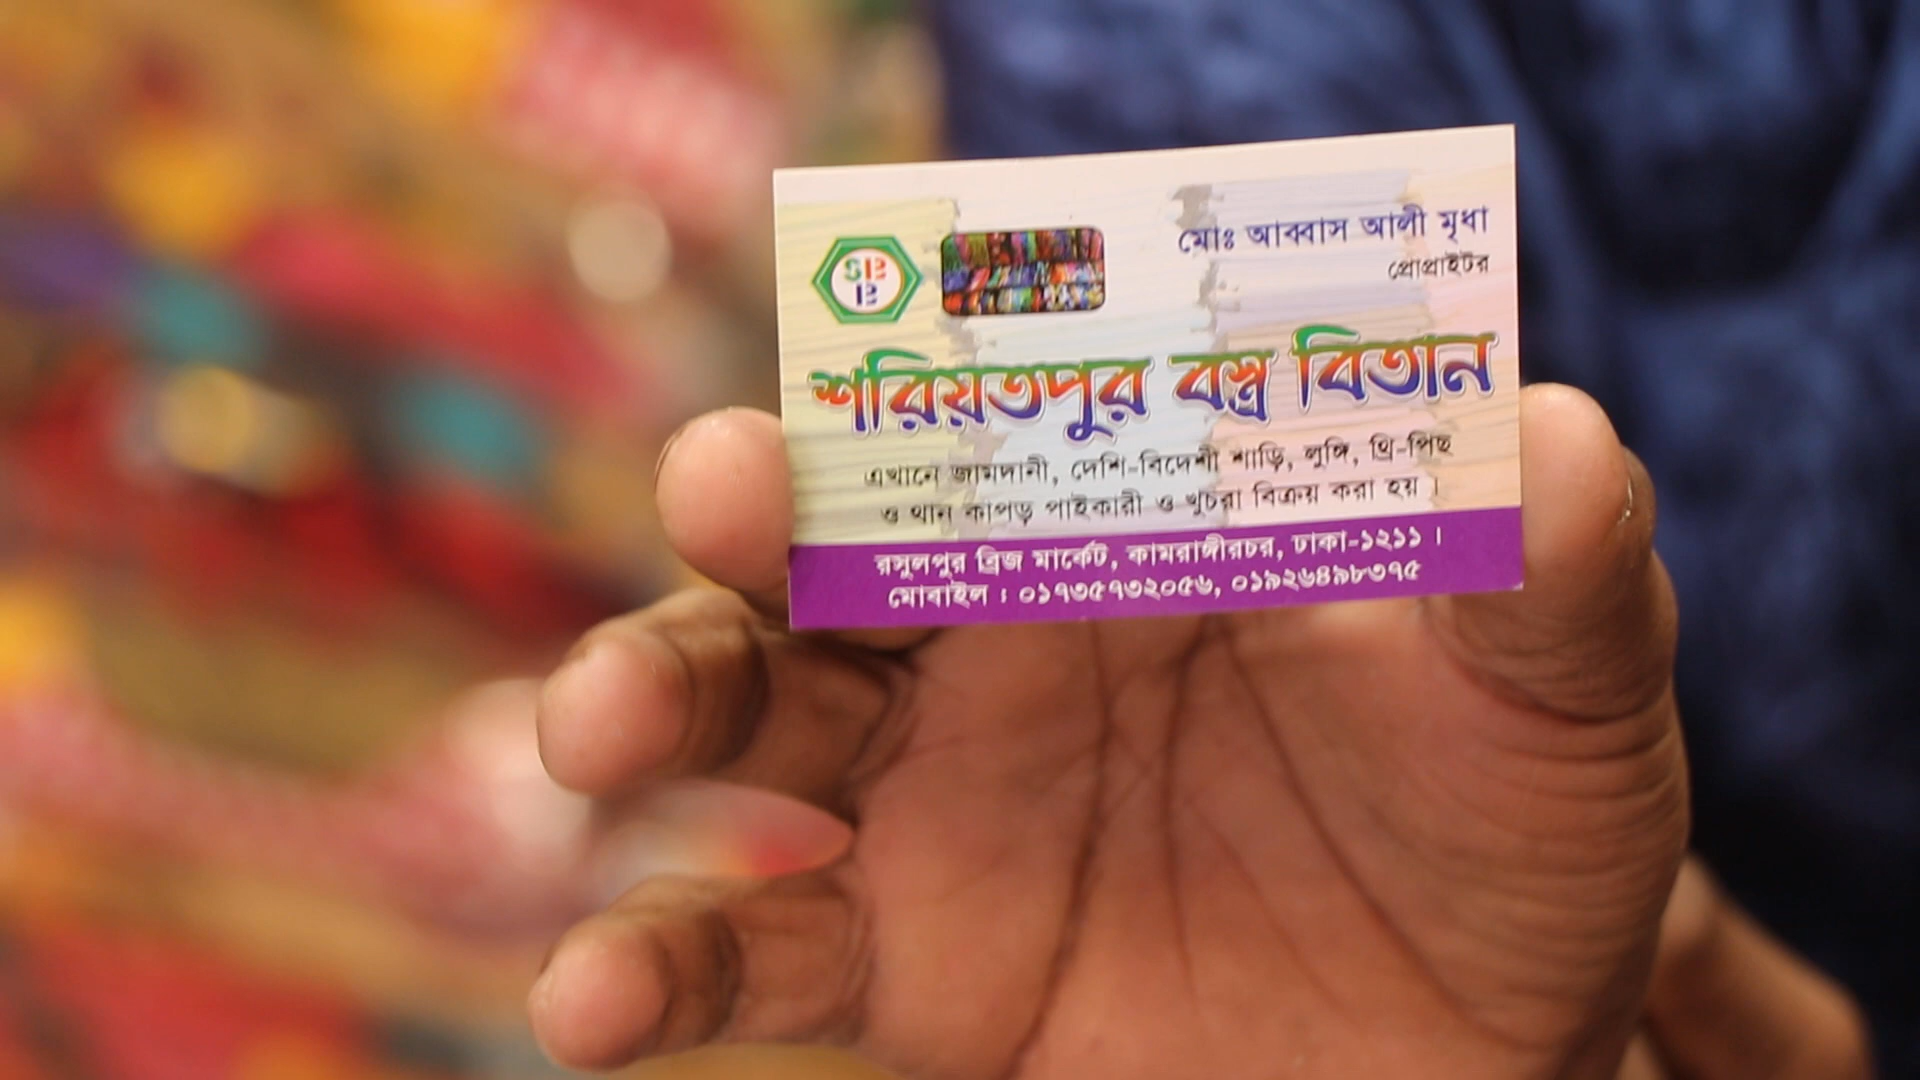 SBB
মোঃ আব্বাস আলী মৃধা
প্রোপ্রাইটর
শরিয়তপুর বস্ত্র বিতান
এখানে জামদানী, দেশি-বিদেশী শাড়ি, লুঙ্গি, থ্রি-পিছ
ও থান কাপড় পাইকারী ও খুচরা বিক্রয় করা হয় ।
রসুলপুর ব্রিজ মার্কেট, কামরাঙ্গীরচর, ঢাকা-১২১১ ।
মোবাইল : ০১৭৩৫৭৩২০৫৬, ০১৯২৬৪৯৮৩৭৫